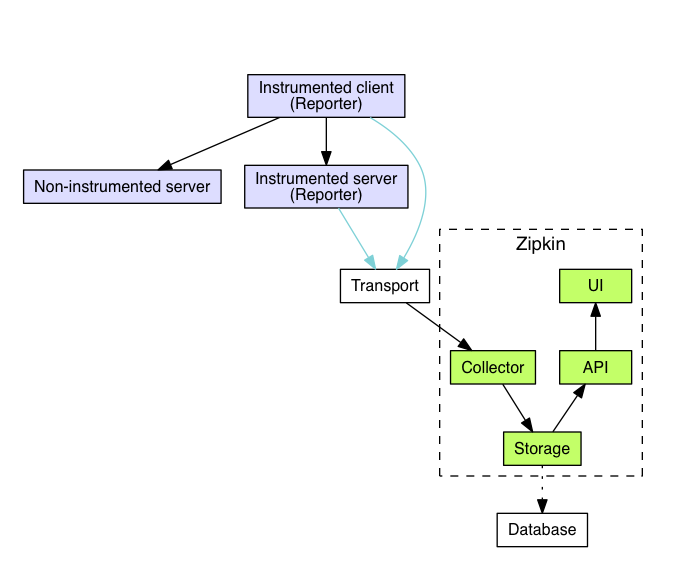 Instrumented client
(Reporter)
Non-instrumented server
Instrumented server
(Reporter)
Zipkin
Transport
UI
Collector
API
Storage
Database